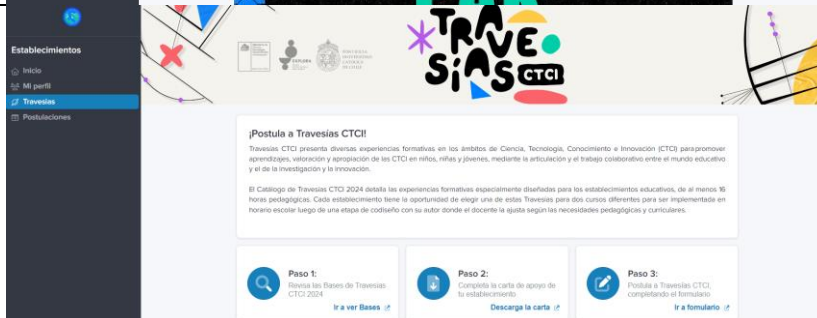 Establecimientos
Inicio
Mi perfil
Travesías
Postulaciones
EXPLORA
PONTIFICIA
UNIVERSIDAD
CATÓLICA
DE CHILE
TRAVESÍAS CTCI
¡Postula a Travesías CTCI!
Travesías CTCI presenta diversas experiencias formativas en los ámbitos de Ciencia, Tecnología, Conocimiento e Innovación (CTCI) para promover
aprendizajes, valoración y apropiación de las CTCI en niños, niñas y jóvenes, mediante la articulación y el trabajo colaborativo entre el mundo educativo
y el de la investigación y la innovación.
El Catálogo de Travesías CTCI 2024 detalla las experiencias formativas especialmente diseñadas para los establecimientos educativos, de al menos 16
horas pedagógicas. Cada establecimiento tiene la oportunidad de elegir una de estas Travesías para dos cursos diferentes para ser implementada en
horario escolar luego de una etapa de codiseño con su autor donde el docente la ajusta según las necesidades pedagógicas y curriculares.
Paso 1:
Revisa las Bases de Travesías
CTCI 2024
Ir a ver Bases
Paso 2:
Completa la carta de apoyo de
tu establecimiento
Descarga la carta
Paso 3:
Postula a Travesías CTCI,
completando el formulario
Ir a fomulario